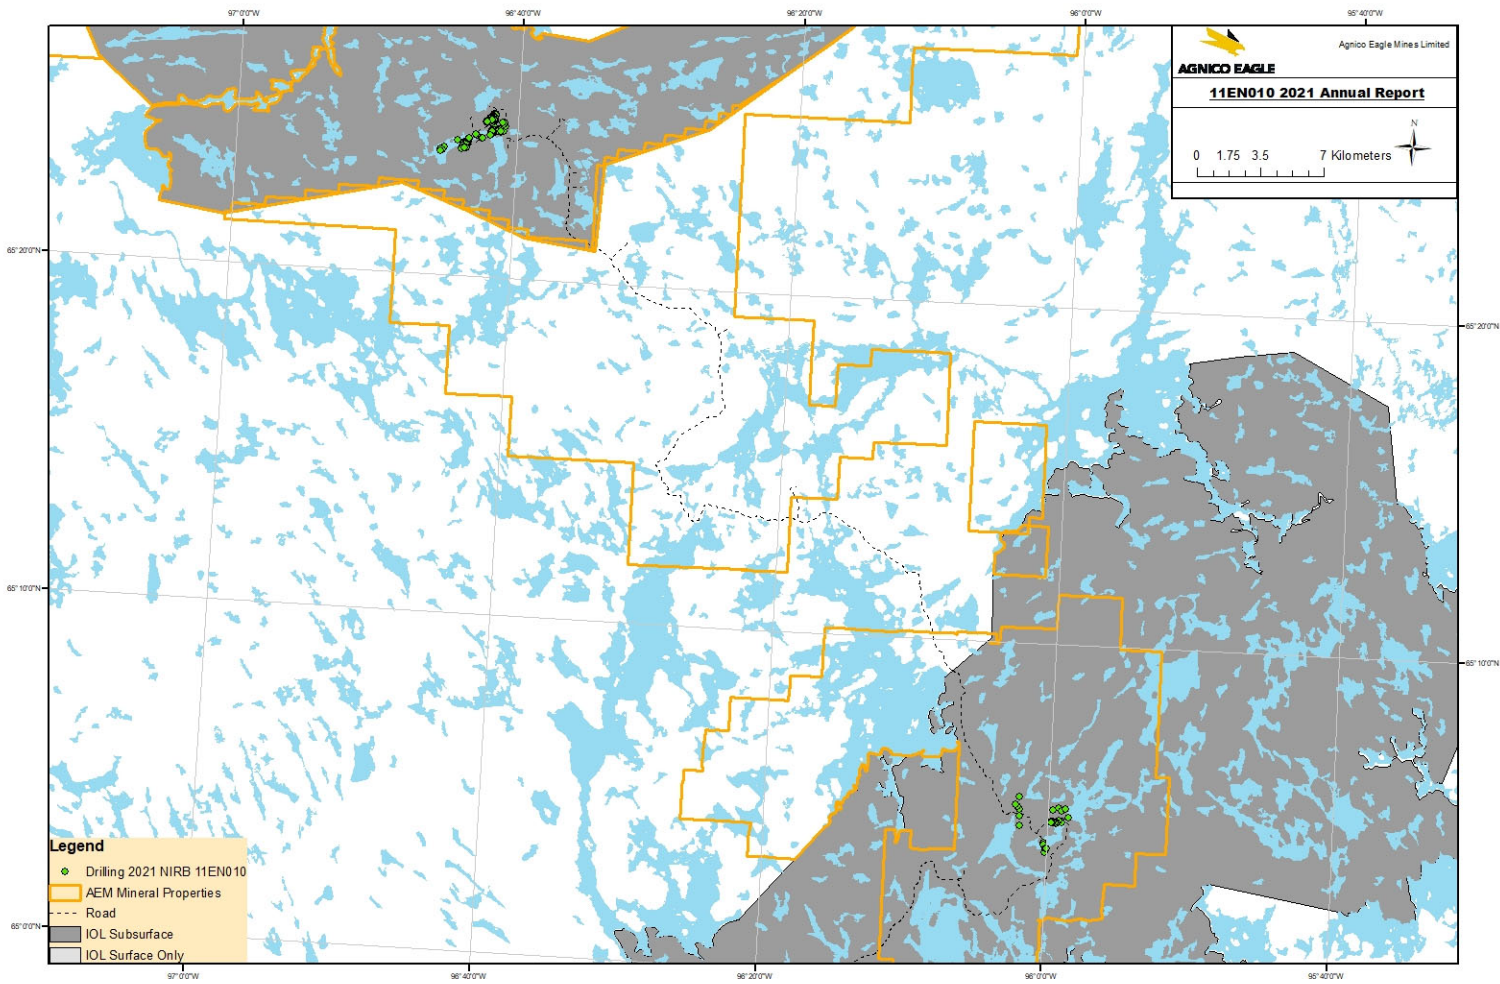 97°0'0"W 96°40'0"W 96°20'0"W 96°0'0"W 95°40'0"W
Agnico Eagle Mines Limited
AGNICO EAGLE
11EN010 2021 Annual Report
N
0 1.75 3.5 7 Kilometers
65°20'0"N
65°20'0"N
65°10'0"N
65°10'0"N
Legend
Drilling 2021 NIRB 11EN010
AEM Mineral Properties
Road
65°0'0"N
IOL Subsurface
IOL Surface Only
97°0'0"W 96°40'0"W 96°20'0"W 96°0'0"W 95°40'0"W